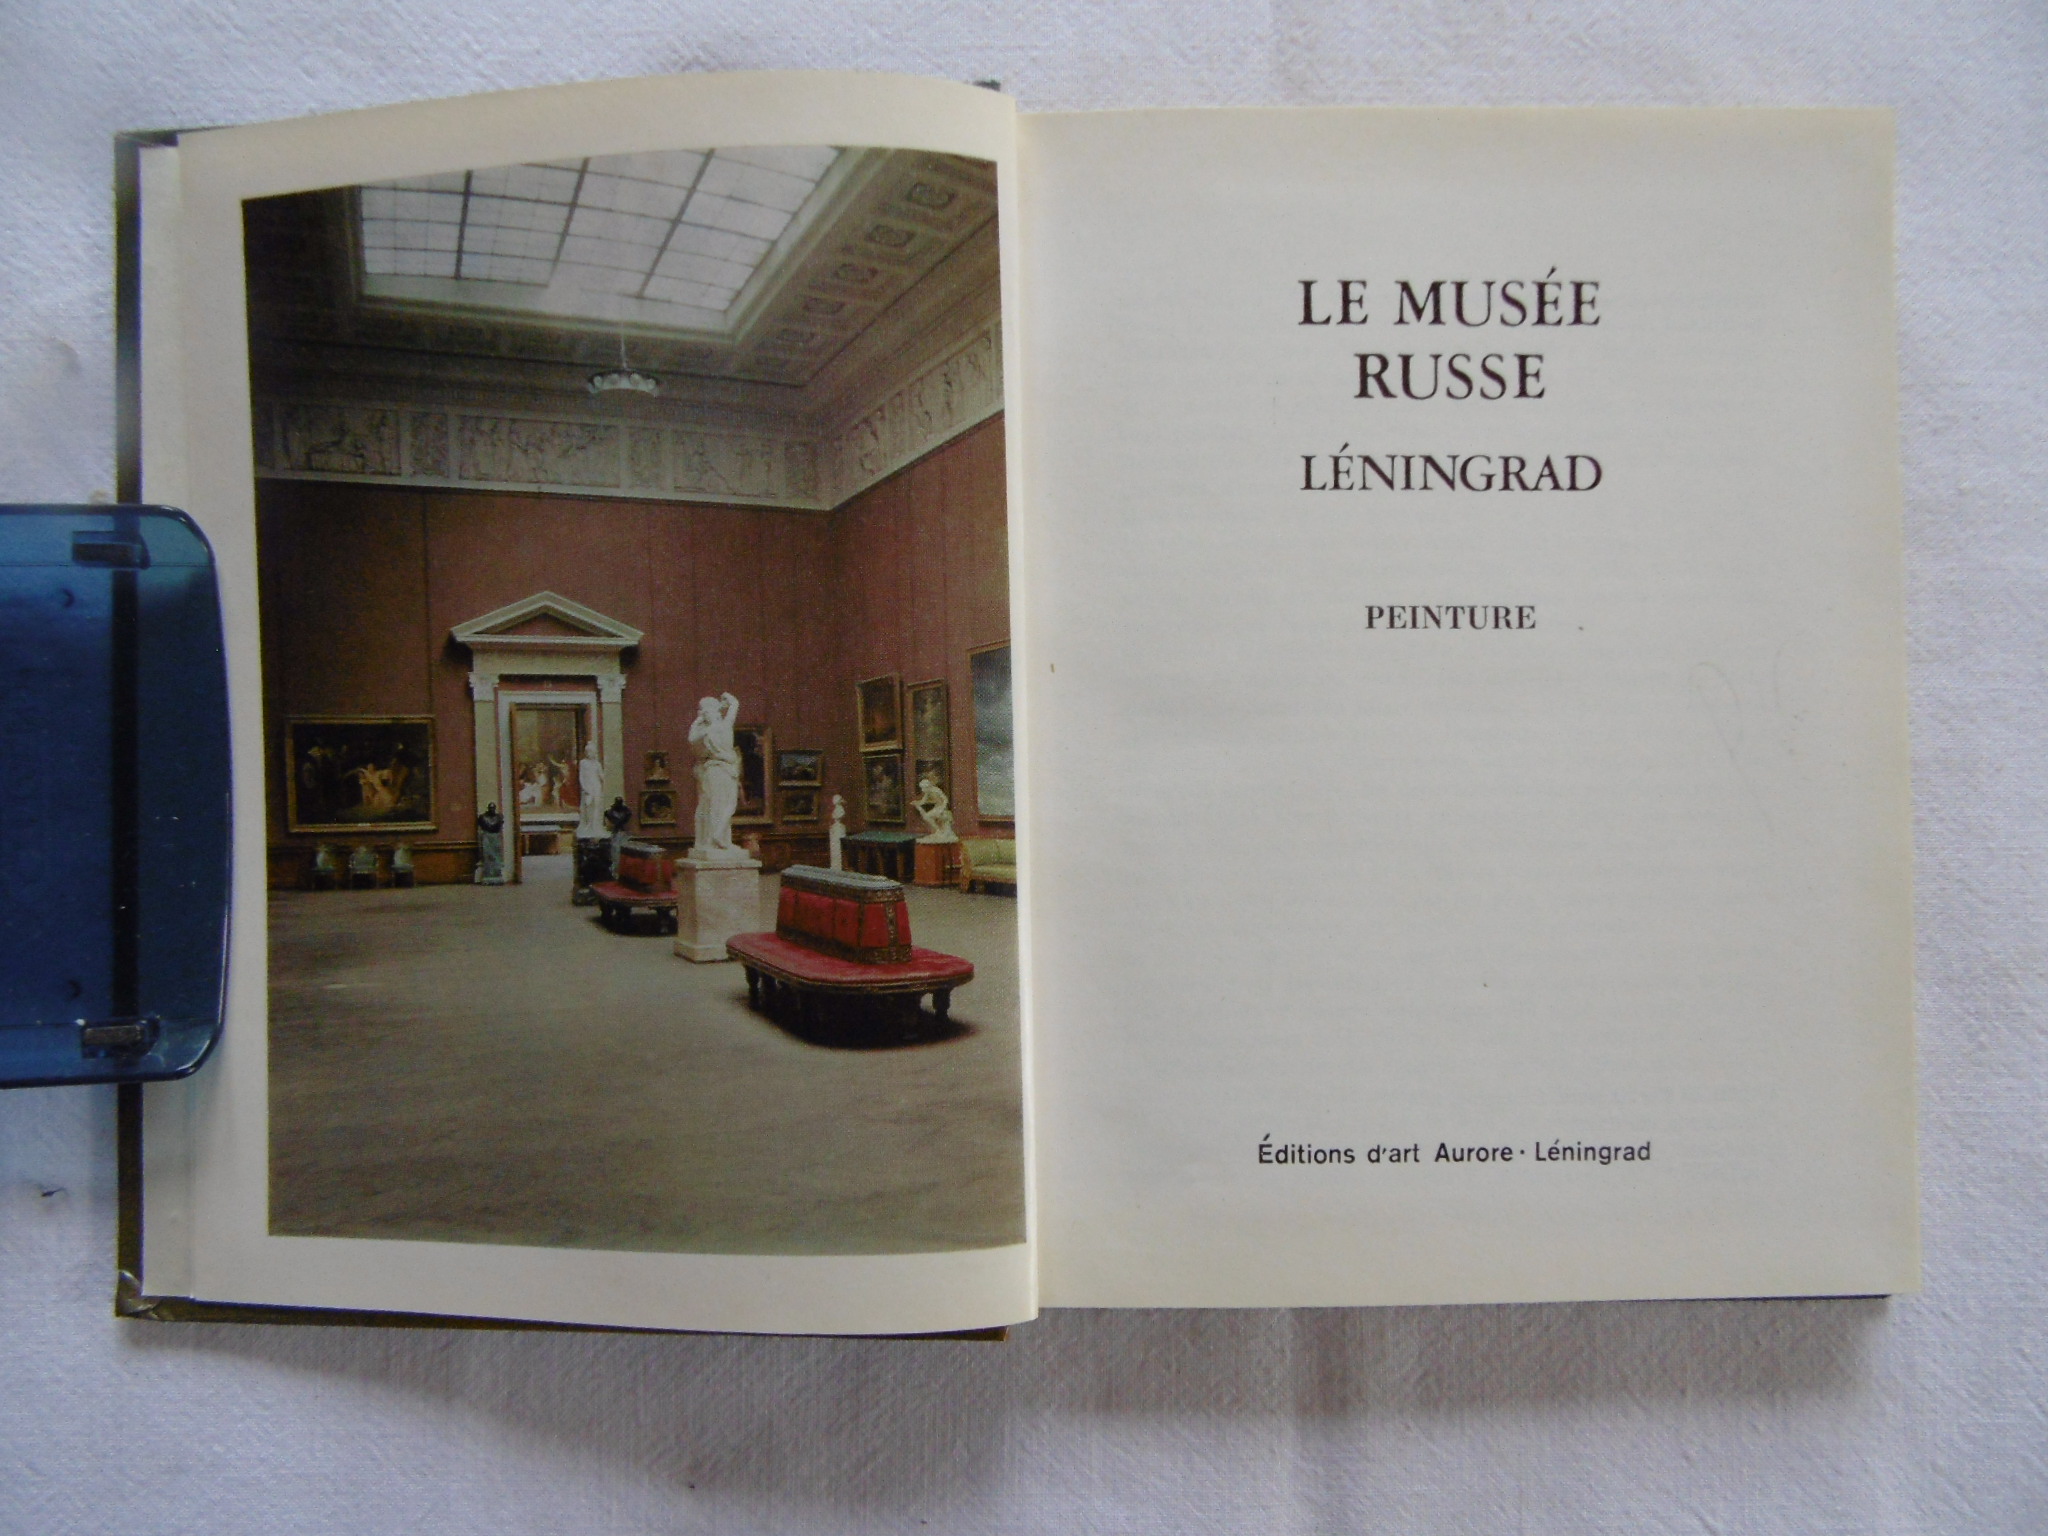 LE MUSÉE
RUSSE
LÉNINGRAD
PEINTURE
Éditions d'art Aurore · Léningrad